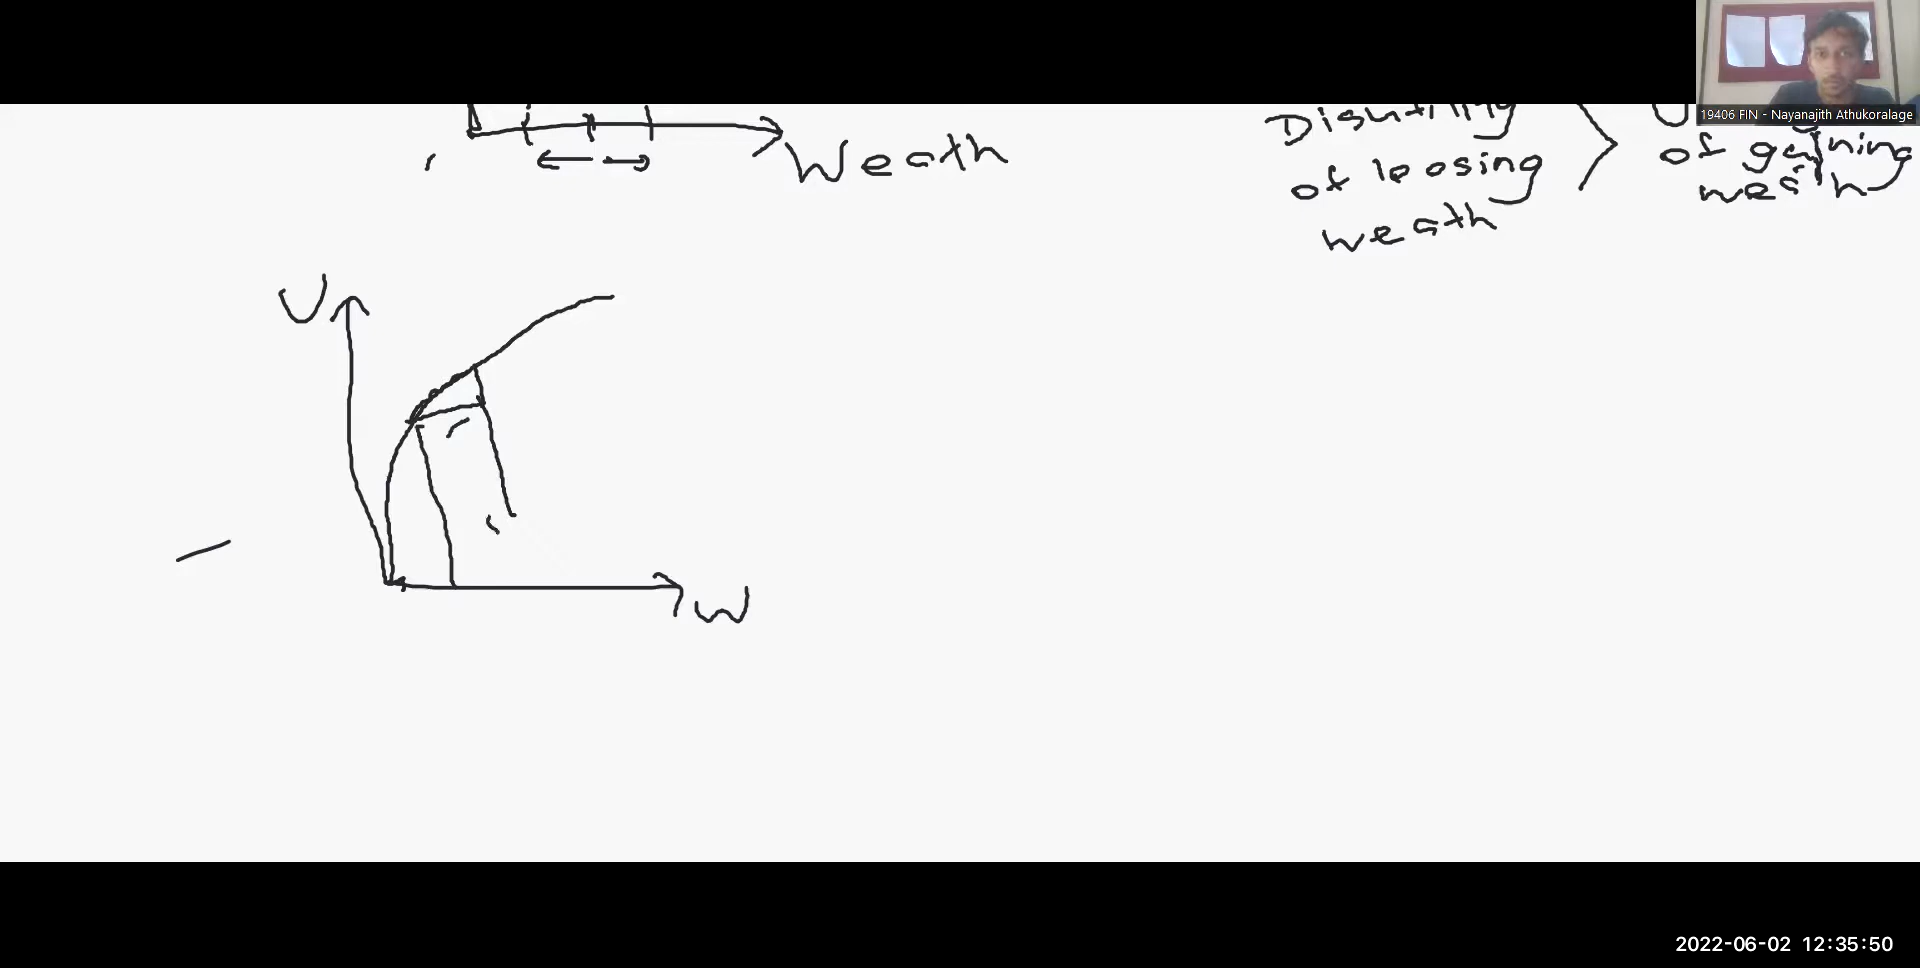 19406 FIN - Nayanajith Athukoralage
Disutility
of gaining
Weath
of loosing
weath
weath
U
W
2022-06-02 12:35:50